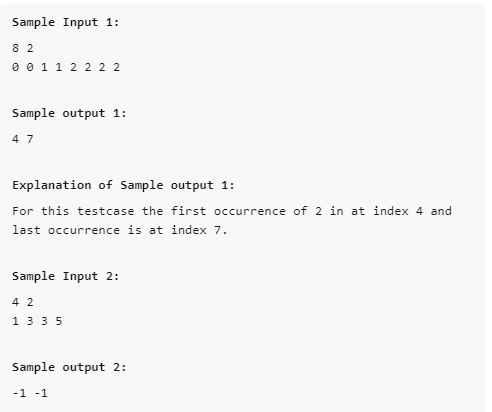 Sample Input 1:
8 2
0 0 1 1 2 2 2 2
Sample output 1:
4 7
Explanation of Sample output 1:
For this testcase the first occurrence of 2 in at index 4 and
last occurrence is at index 7.
Sample Input 2:
4 2
1 3 3 5
Sample output 2:
-1 -1